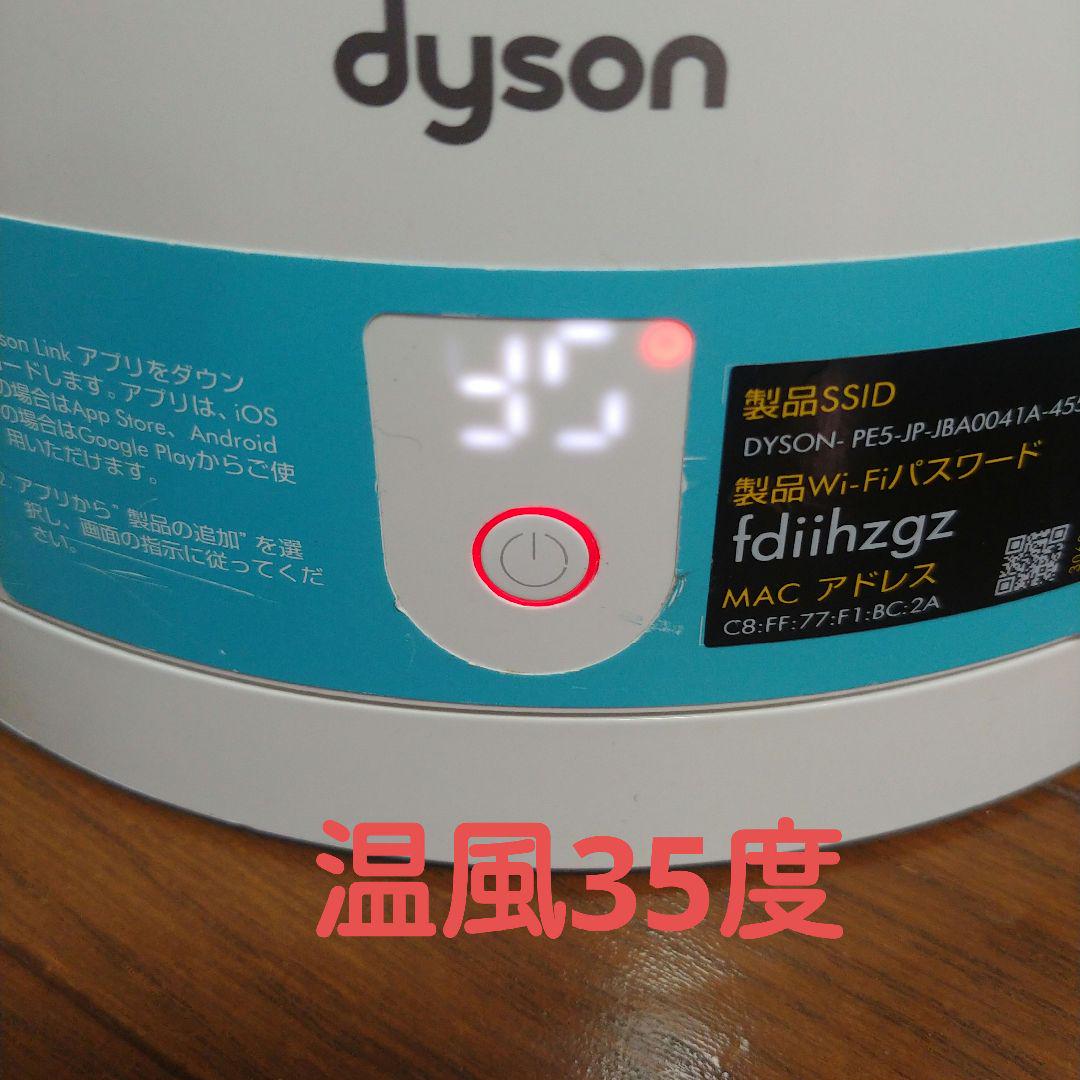 dyson
35
son Link アプリをダウン
ードします。アプリは、iOS
の場合はApp Store、Android
の場合はGoogle Playからご使
用いただけます。
2. アプリから"製品の追加"を選
択し、画面の指示に従ってくだ
さい。
製品SSID
DYSON- PE5-JP-JBA0041A-455
製品Wi-Fiパスワード
fdiihzgz
MAC アドレス
C8:FF:77:F1:BC:2A
温風35度